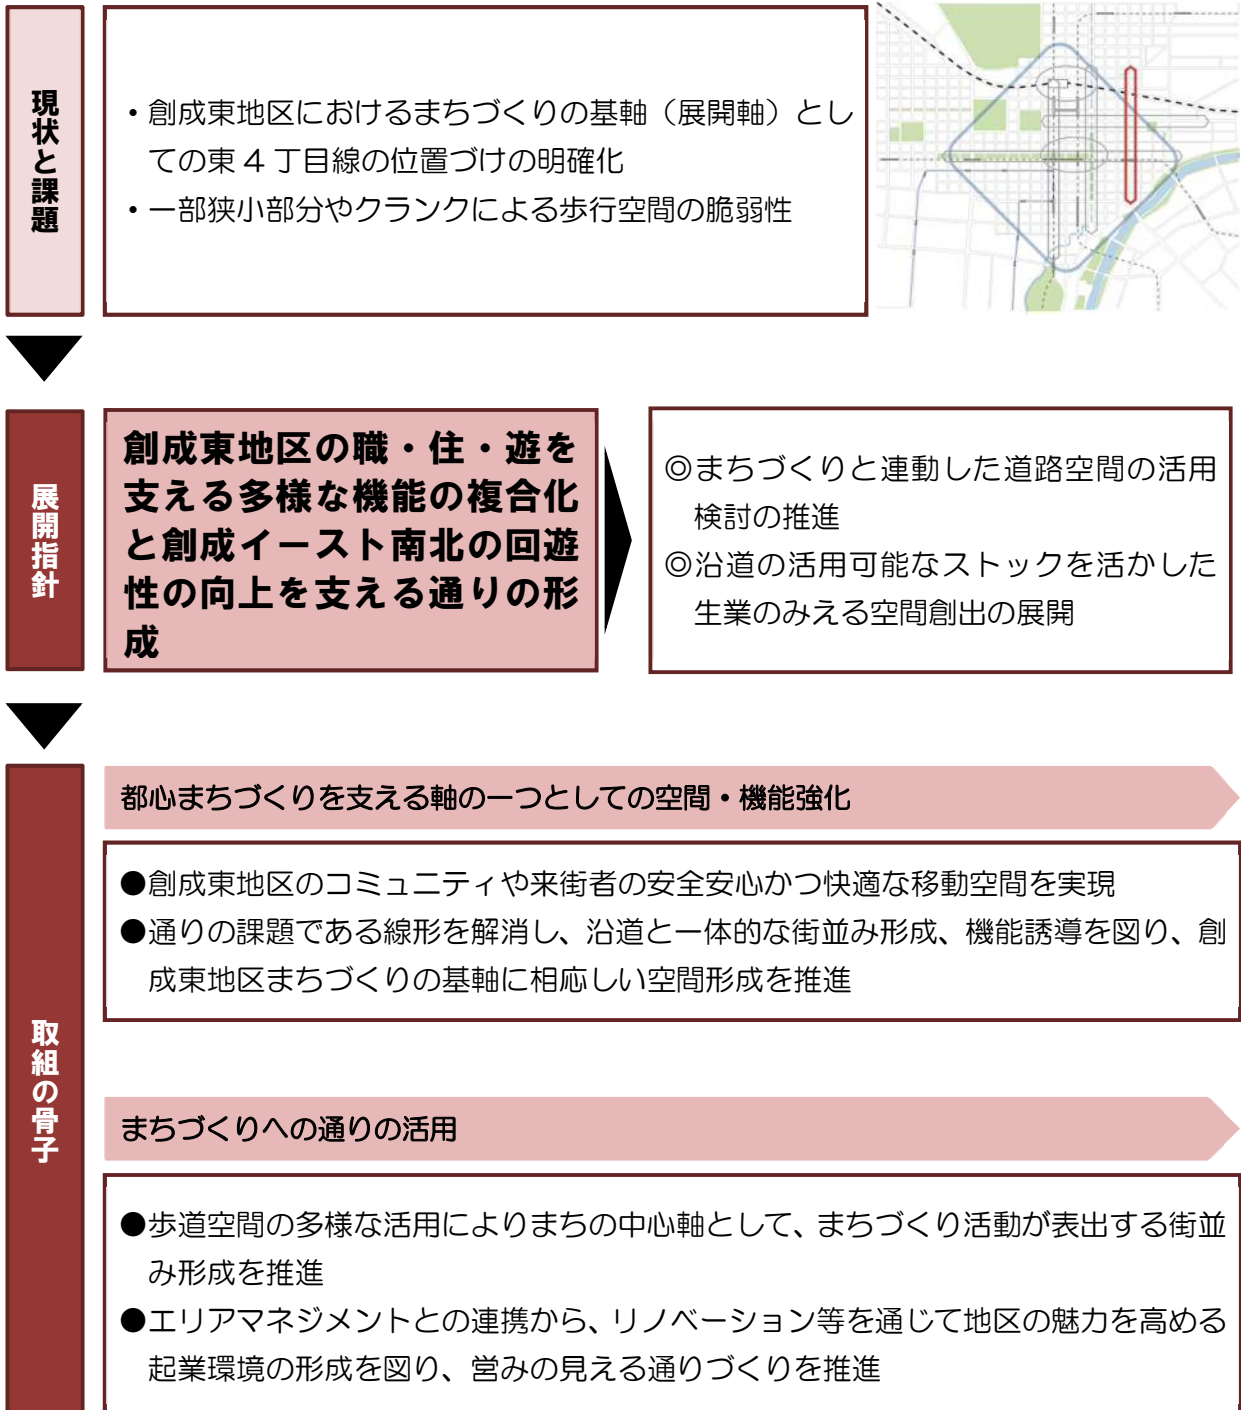 現状と課題
・創成東地区におけるまちづくりの基軸（展開軸）とし
ての東４丁目線の位置づけの明確化
・一部狭小部分やクランクによる歩行空間の脆弱性
展開指針
創成東地区の職・住・遊を
支える多様な機能の複合化
と創成イースト南北の回遊
性の向上を支える通りの形
成
◎まちづくりと連動した道路空間の活用
検討の推進
◎沿道の活用可能なストックを活かした
生業のみえる空間創出の展開
取組の骨子
都心まちづくりを支える軸の一つとしての空間・機能強化
●創成東地区のコミュニティや来街者の安全安心かつ快適な移動空間を実現
●通りの課題である線形を解消し、沿道と一体的な街並み形成、機能誘導を図り、創
成東地区まちづくりの基軸に相応しい空間形成を推進
まちづくりへの通りの活用
●歩道空間の多様な活用によりまちの中心軸として、まちづくり活動が表出する街並
み形成を推進
●エリアマネジメントとの連携から、リノベーション等を通じて地区の魅力を高める
起業環境の形成を図り、営みの見える通りづくりを推進